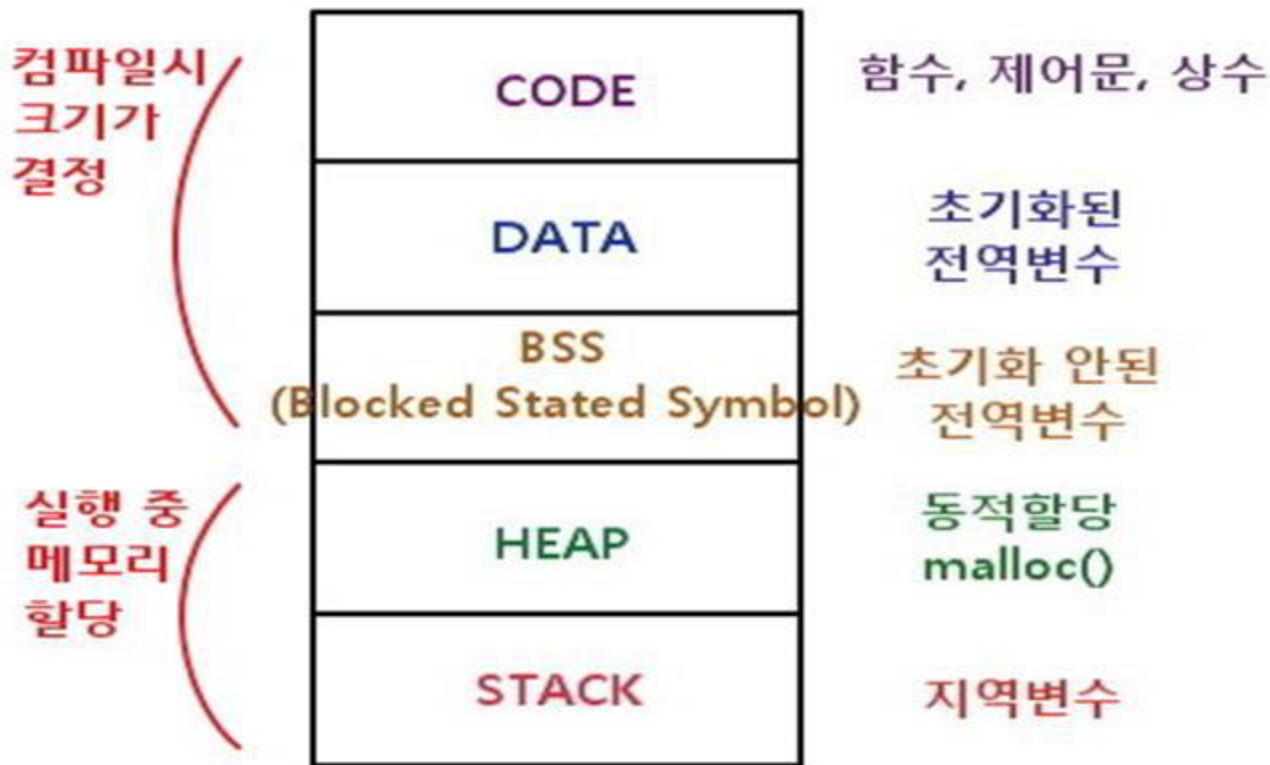 컴파일시
크기가
결정
CODE
함수, 제어문, 상수
DATA
초기화된
전역변수
BSS
(Blocked Stated Symbol)
초기화 안된
전역변수
실행 중
메모리
할당
HEAP
동적할당
malloc()
STACK
지역변수